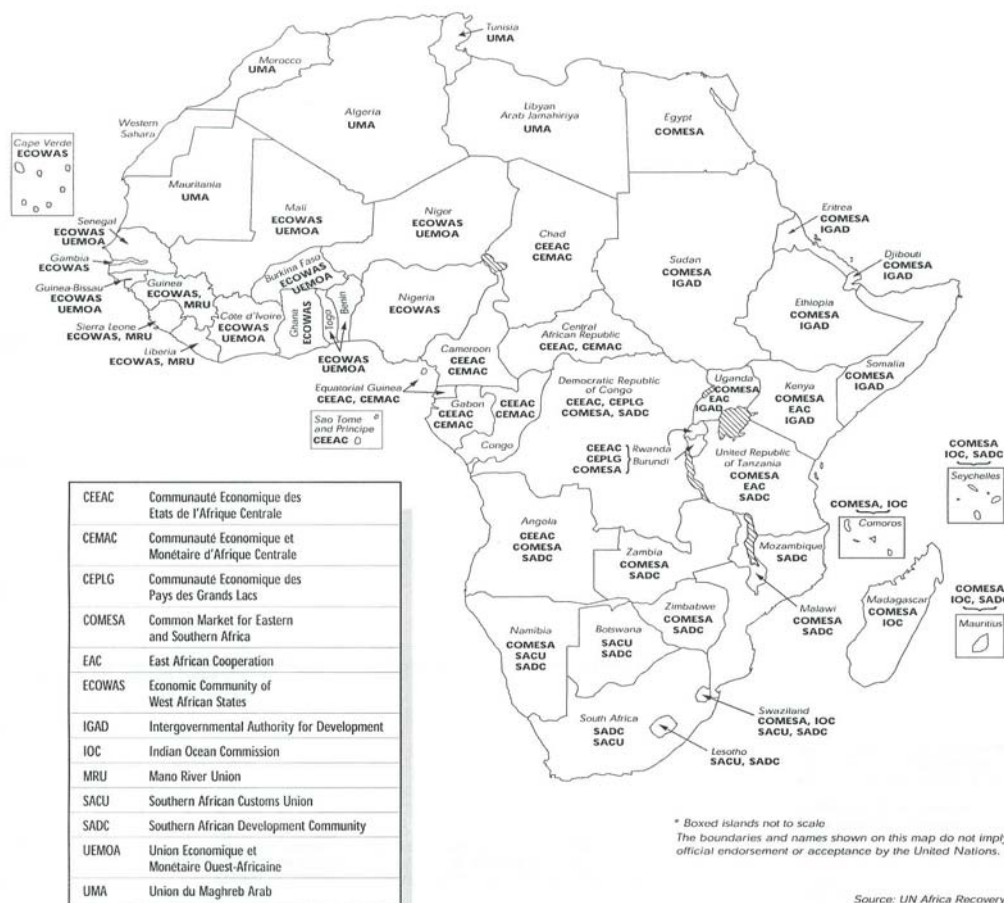 Tunisia
UMA
Morocco
UMA
Algeria
UMA
Libyan
Arab Jamahiriya
UMA
Egypt
COMESA
Western
Sahara
Cape Verde
ECOWAS
Mauritania
UMA
Mali
ECOWAS
UEMOA
Niger
ECOWAS
UEMOA
Chad
CEEAC
CEMAC
Sudan
COMESA
IGAD
Eritrea
COMESA
IGAD
Djibouti
COMESA
IGAD
Senegal
ECOWAS
UEMOA
Gambia
ECOWAS
Guinea-Bissau
ECOWAS
UEMOA
Guinea
ECOWAS,
MRU
Sierra Leone
ECOWAS, MRU
Liberia
ECOWAS, MRU
Côte d'Ivoire
ECOWAS
UEMOA
Burkina Faso
ECOWAS
UEMOA
Ghana
ECOWAS
Togo
Benin
ECOWAS
UEMOA
Nigeria
ECOWAS
Cameroon
CEEAC
CEMAC
Central
African Republic
CEEAC, CEMAC
Ethiopia
COMESA
IGAD
Somalia
COMESA
IGAD
Equatorial Guinea
CEEAC, CEMAC
Sao Tome
and Principe
CEEAC
Gabon
CEEAC
CEMAC
CEEAC
CEMAC
Congo
Democratic Republic
of Congo
CEEAC, CEPLG
COMESA, SADC
Uganda
COMESA
EAC
IGAD
Kenya
COMESA
EAC
IGAD
CEEAC
CEPLG
COMESA
Rwanda
Burundi
United Republic
of Tanzania
COMESA
EAC
SADC
COMESA
IOC, SADC
Seychelles
COMESA, IOC
Comoros
Angola
CEEAC
COMESA
SADC
Zambia
COMESA
SADC
Mozambique
SADC
Malawi
COMESA
SADC
Madagascar
COMESA
IOC
COMESA
IOC, SADC
Mauritius
Zimbabwe
COMESA
SADC
Namibia
COMESA
SACU
SADC
Botswana
SACU
SADC
South Africa
SADC
SACU
Swaziland
COMESA, IOC
SACU, SADC
Lesotho
SACU, SADC
CEEAC Communauté Economique des
Etats de l'Afrique Centrale
CEMAC Communauté Economique et
Monétaire d'Afrique Centrale
CEPLG Communauté Economique des
Pays des Grands Lacs
COMESA Common Market for Eastern
and Southern Africa
EAC East African Cooperation
ECOWAS Economic Community of
West African States
IGAD Intergovernmental Authority for Development
IOC Indian Ocean Commission
MRU Mano River Union
SACU Southern African Customs Union
SADC Southern African Development Community
UEMOA Union Economique et
Monétaire Ouest-Africaine
UMA Union du Maghreb Arab
* Boxed islands not to scale
The boundaries and names shown on this map do not imply
official endorsement or acceptance by the United Nations.
Source: UN Africa Recovery